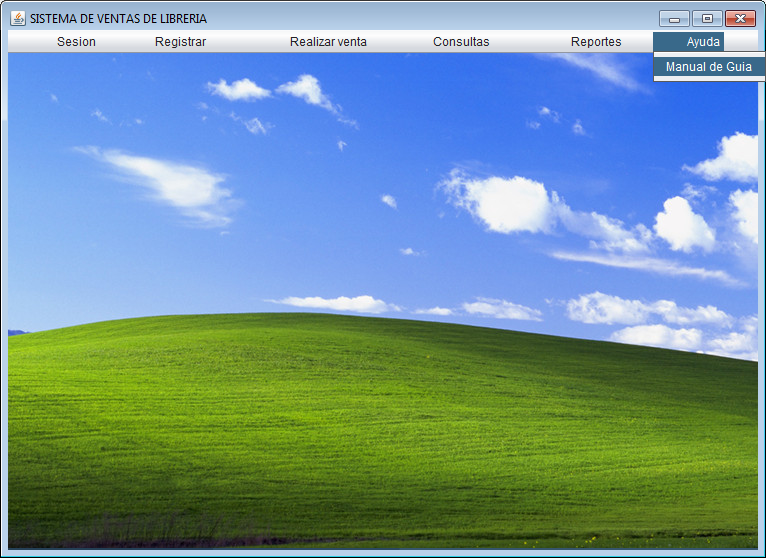 SISTEMA DE VENTAS DE LIBRERIA
Sesion Registrar Realizar venta Consultas Reportes Ayuda
Manual de Guia